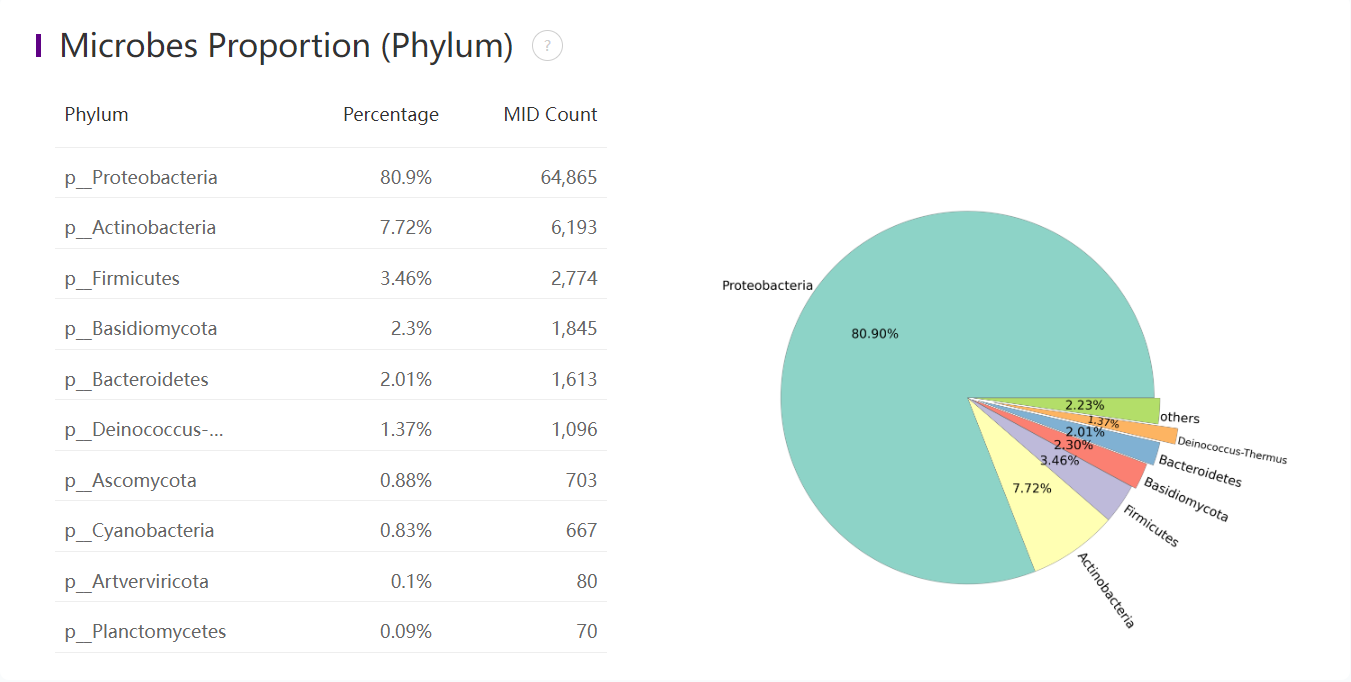 Microbes Proportion (Phylum) ?
Phylum Percentage MID Count
p__Proteobacteria 80.9% 64,865
p__Actinobacteria 7.72% 6,193
p__Firmicutes 3.46% 2,774
p__Basidiomycota 2.3% 1,845
p__Bacteroidetes 2.01% 1,613
p__Deinococcus-... 1.37% 1,096
p__Ascomycota 0.88% 703
p__Cyanobacteria 0.83% 667
p__Artverviricota 0.1% 80
p__Planctomycetes 0.09% 70
Proteobacteria
80.90%
2.23%
others
1.37%
Deinococcus-Thermus
2.01%
Bacteroidetes
2.30%
Basidiomycota
3.46%
Firmicutes
7.72%
Actinobacteria